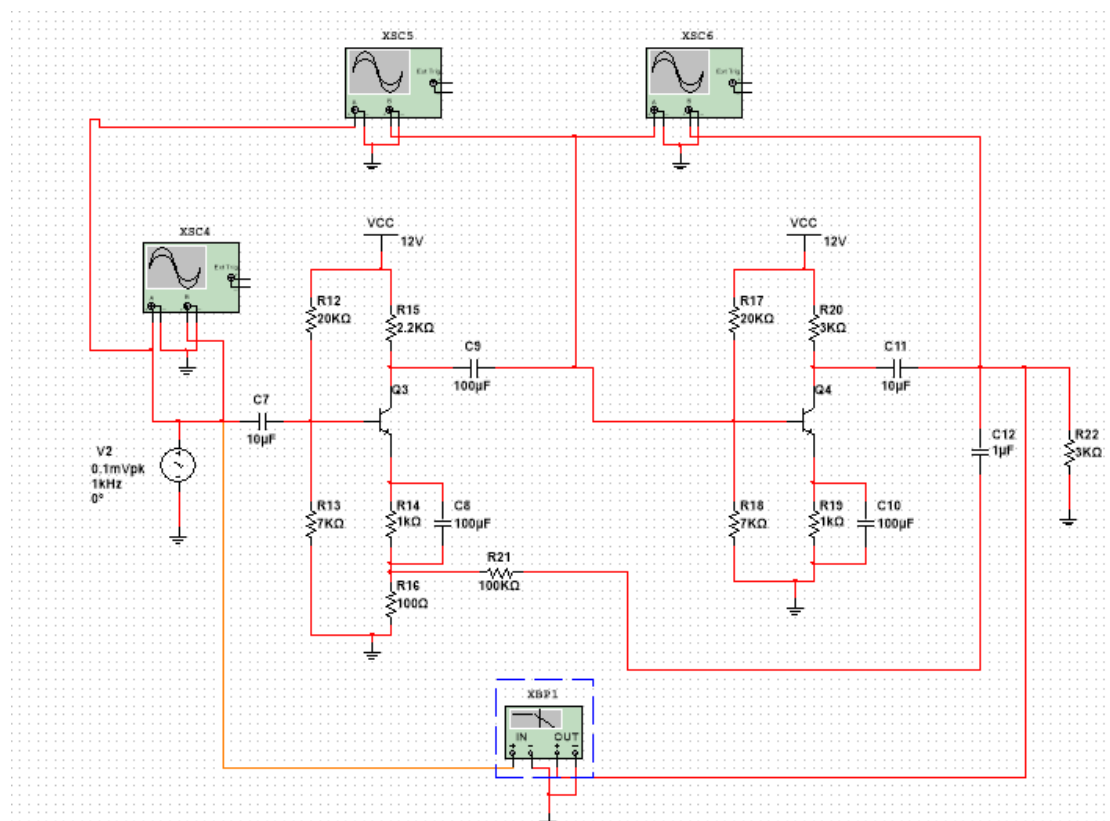 XSC5
XSC6
Ext Trig
Ext Trig
A
B
A
B
XSC4
Ext Trig
A
B
VCC
12V
VCC
12V
R12
20KΩ
R15
2.2KΩ
R17
20KΩ
R20
3KΩ
C9
100µF
C11
10µF
Q3
Q4
C7
10µF
C12
1µF
R22
3KΩ
V2
0.1mVpk
1kHz
0°
R13
7KΩ
R14
1kΩ
C8
100µF
R18
7KΩ
R19
1kΩ
C10
100µF
R21
100KΩ
R16
100Ω
XBP1
IN OUT
+ − + −